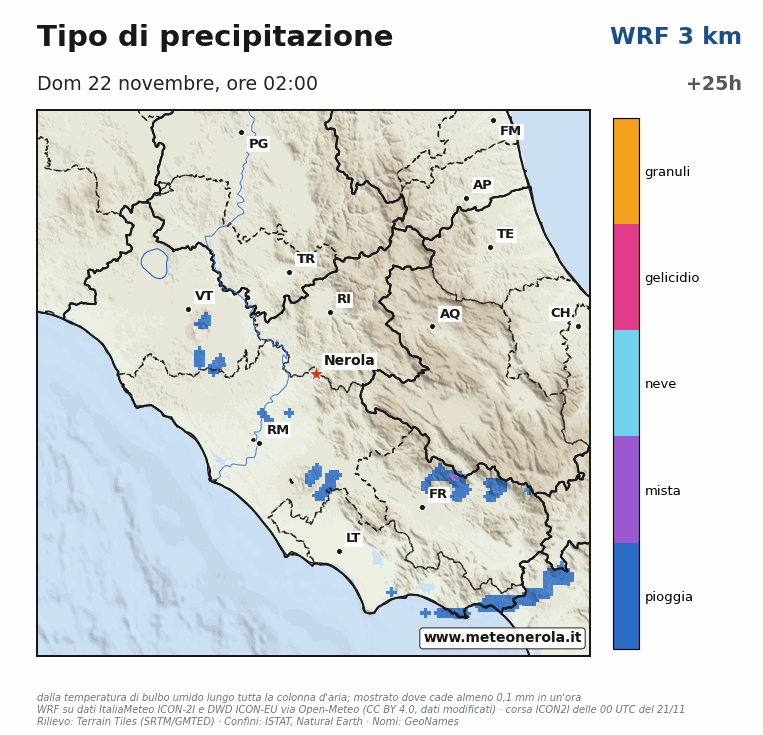 Tipo di precipitazione
WRF 3 km
Dom 22 novembre, ore 02:00
+25h
FM
PG
AP
TE
TR
VT
RI
AQ
CH
Nerola
RM
FR
LT
www.meteonerola.it
granuli
gelicidio
neve
mista
pioggia
dalla temperatura di bulbo umido lungo tutta la colonna d'aria; mostrato dove cade almeno 0,1 mm in un'ora
WRF su dati ItaliaMeteo ICON-2I e DWD ICON-EU via Open-Meteo (CC BY 4.0, dati modificati) · corsa ICON2I delle 00 UTC del 21/11
Rilievo: Terrain Tiles (SRTM/GMTED) · Confini: ISTAT, Natural Earth · Nomi: GeoNames